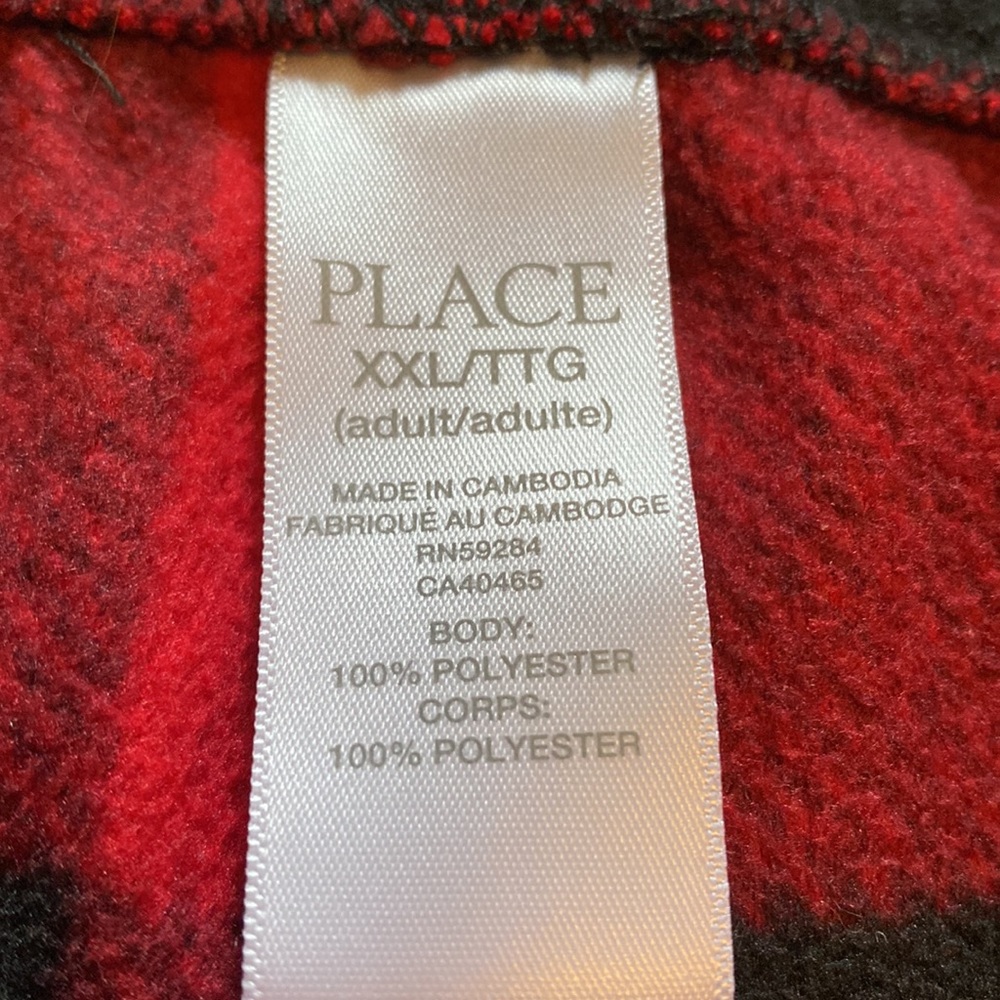 PLACE
XXL/TTG
(adult/adulte)
MADE IN CAMBODIA
FABRIQUÉ AU CAMBODGE
RN59284
CA40465
BODY:
100% POLYESTER
CORPS:
100% POLYESTER